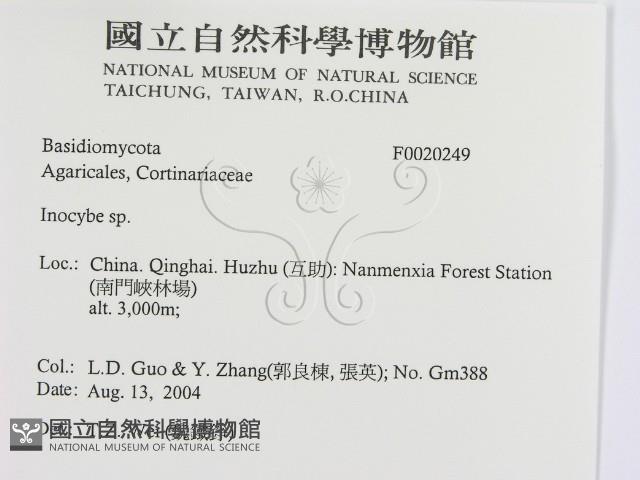 國立自然科學博物館
NATIONAL MUSEUM OF NATURAL SCIENCE
TAICHUNG, TAIWAN, R.O.CHINA
Basidiomycota F0020249
Agaricales, Cortinariaceae
Inocybe sp.
Loc.: China. Qinghai. Huzhu (互助): Nanmenxia Forest Station
(南門峽林場)
alt. 3,000m;
Col.: L.D. Guo & Y. Zhang(郭良棟, 張英); No. Gm388
Date: Aug. 13, 2004
國立自然科學博物館
NATIONAL MUSEUM OF NATURAL SCIENCE